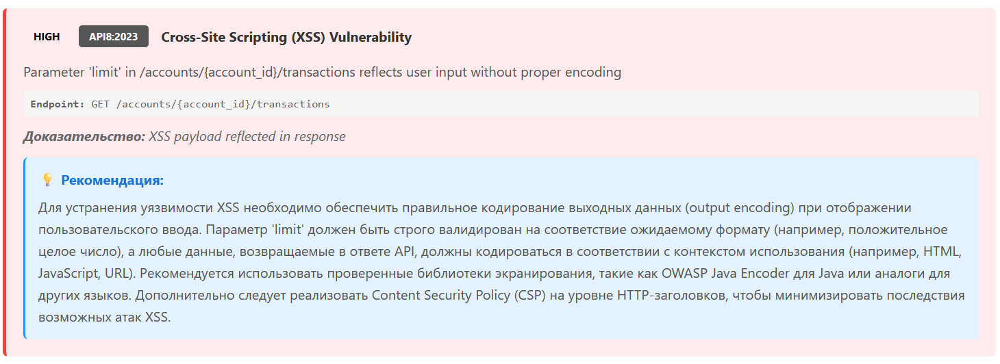 HIGH API8:2023 Cross-Site Scripting (XSS) Vulnerability
Parameter 'limit' in /accounts/{account_id}/transactions reflects user input without proper encoding
Endpoint: GET /accounts/{account_id}/transactions
Доказательство: XSS payload reflected in response
Рекомендация:
Для устранения уязвимости XSS необходимо обеспечить правильное кодирование выходных данных (output encoding) при отображении
пользовательского ввода. Параметр 'limit' должен быть строго валидирован на соответствие ожидаемому формату (например, положительное
целое число), а любые данные, возвращаемые в ответе API, должны кодироваться в соответствии с контекстом использования (например, HTML,
JavaScript, URL). Рекомендуется использовать проверенные библиотеки экранирования, такие как OWASP Java Encoder для Java или аналоги для
других языков. Дополнительно следует реализовать Content Security Policy (CSP) на уровне HTTP-заголовков, чтобы минимизировать последствия
возможных атак XSS.